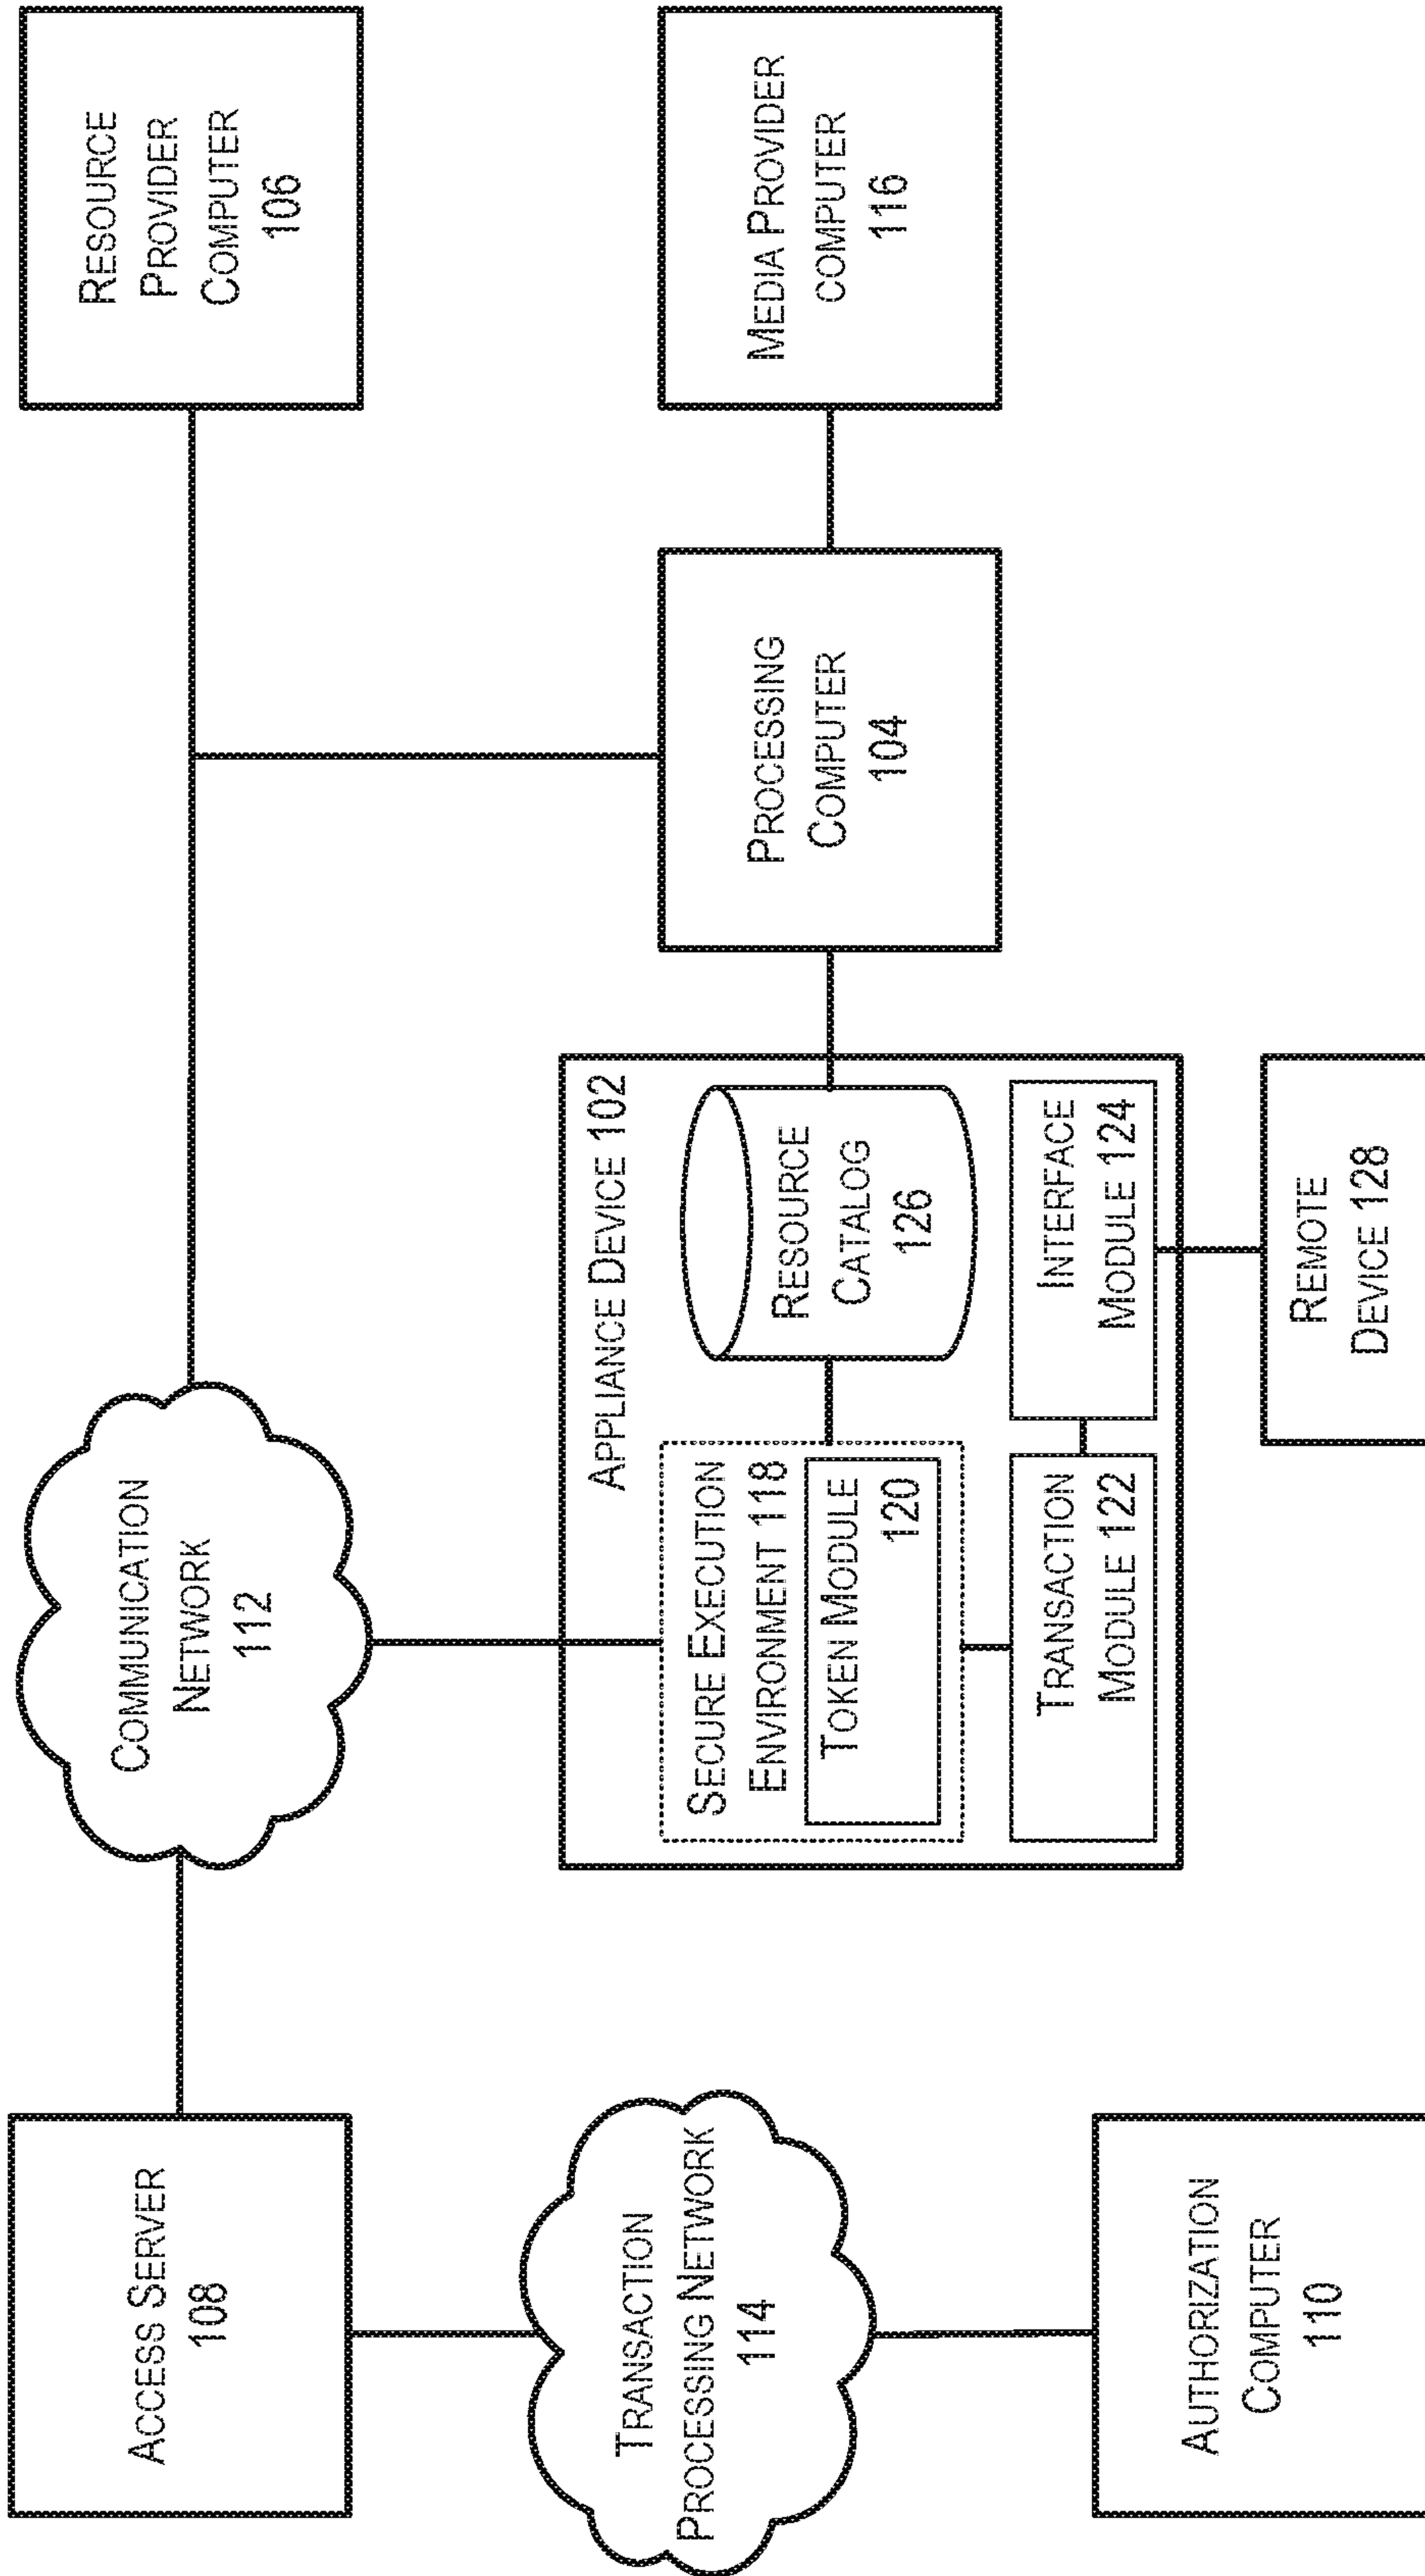 ACCESS SERVER
108
COMMUNICATION
NETWORK
112
RESOURCE
PROVIDER
COMPUTER
106
TRANSACTION
PROCESSING NETWORK
114
APPLIANCE DEVICE 102
SECURE EXECUTION
ENVIRONMENT 118
TOKEN MODULE
120
RESOURCE
CATALOG
126
TRANSACTION
MODULE 122
INTERFACE
MODULE 124
PROCESSING
COMPUTER
104
MEDIA PROVIDER
COMPUTER
116
AUTHORIZATION
COMPUTER
110
REMOTE
DEVICE 128